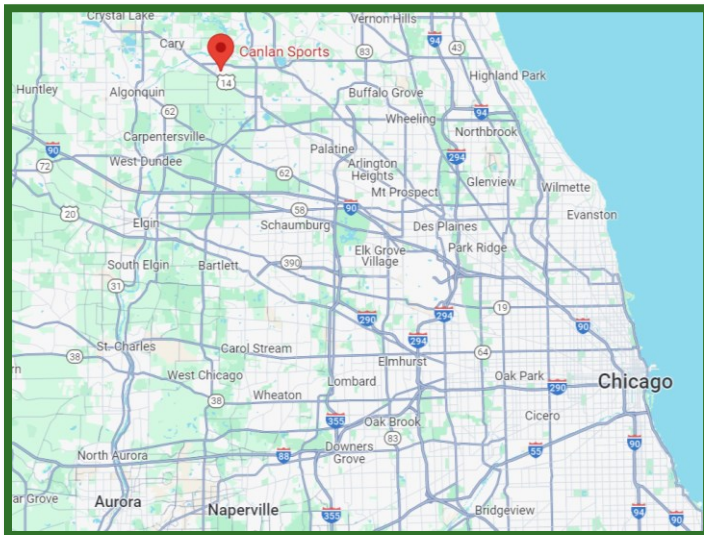 Crystal Lake
Vernon Hills
94
43
Cary
Canlan Sports
83
14
Highland Park
Huntley
Algonquin
Buffalo Grove
62
94
Wheeling
Northbrook
Carpentersville
90
Palatine
294
72
West Dundee
Arlington
Heights
62
Mt Prospect
Glenview
Wilmette
20
58
90
Evanston
Elgin
Schaumburg
Des Plaines
Elk Grove
Village
Park Ridge
South Elgin
Bartlett
390
31
19
290
294
90
294
St. Charles
Carol Stream
64
38
Elmhurst
West Chicago
Lombard
Oak Park
290
Chicago
38
Wheaton
355
Oak Brook
Cicero
83
90
North Aurora
88
Downers
Grove
55
ar Grove
Aurora
Naperville
355
Bridgeview
94
90